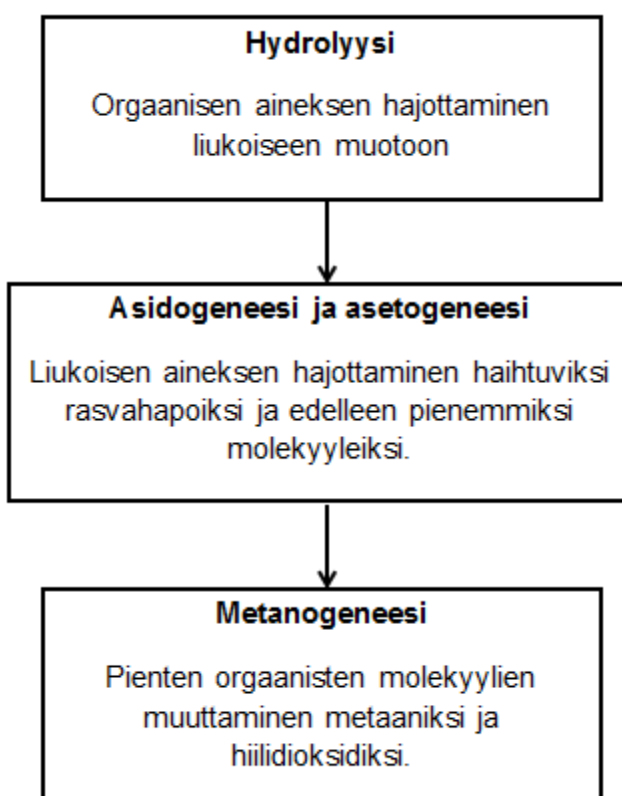 Hydrolyysi
Orgaanisen aineksen hajottaminen
liukoiseen muotoon
Asidogeneesi ja asetogeneesi
Liukoisen aineksen hajottaminen haihtuviksi
rasvahapoiksi ja edelleen pienemmiksi
molekyyleiksi.
Metanogeneesi
Pienten orgaanisten molekyylien
muuttaminen metaaniksi ja
hiilidioksidiksi.